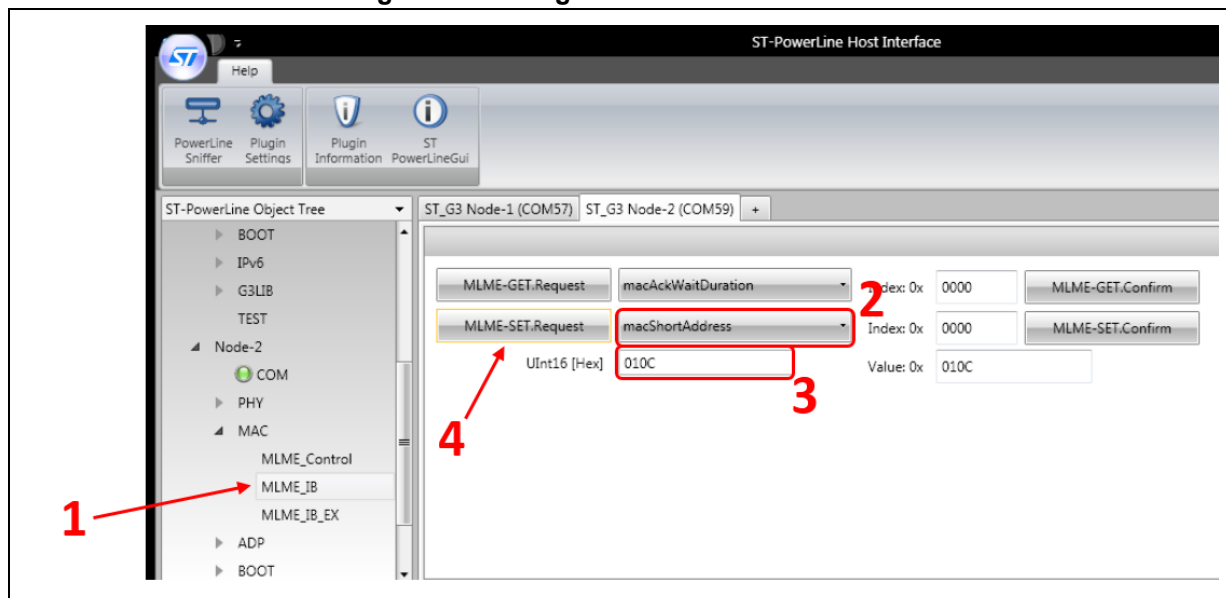 ST
ST-PowerLine Host Interface
Help
PowerLine Sniffer
Plugin Settings
Plugin Information
ST PowerLineGui
ST-PowerLine Object Tree
BOOT
IPv6
G3LIB
TEST
Node-2
COM
PHY
MAC
MLME_Control
MLME_IB
MLME_IB_EX
ADP
BOOT
1
ST_G3 Node-1 (COM57) ST_G3 Node-2 (COM59) +
MLME-GET.Request macAckWaitDuration Index: 0x 0000 MLME-GET.Confirm
2
MLME-SET.Request macShortAddress Index: 0x 0000 MLME-SET.Confirm
UInt16 [Hex] 010C Value: 0x 010C
3
4